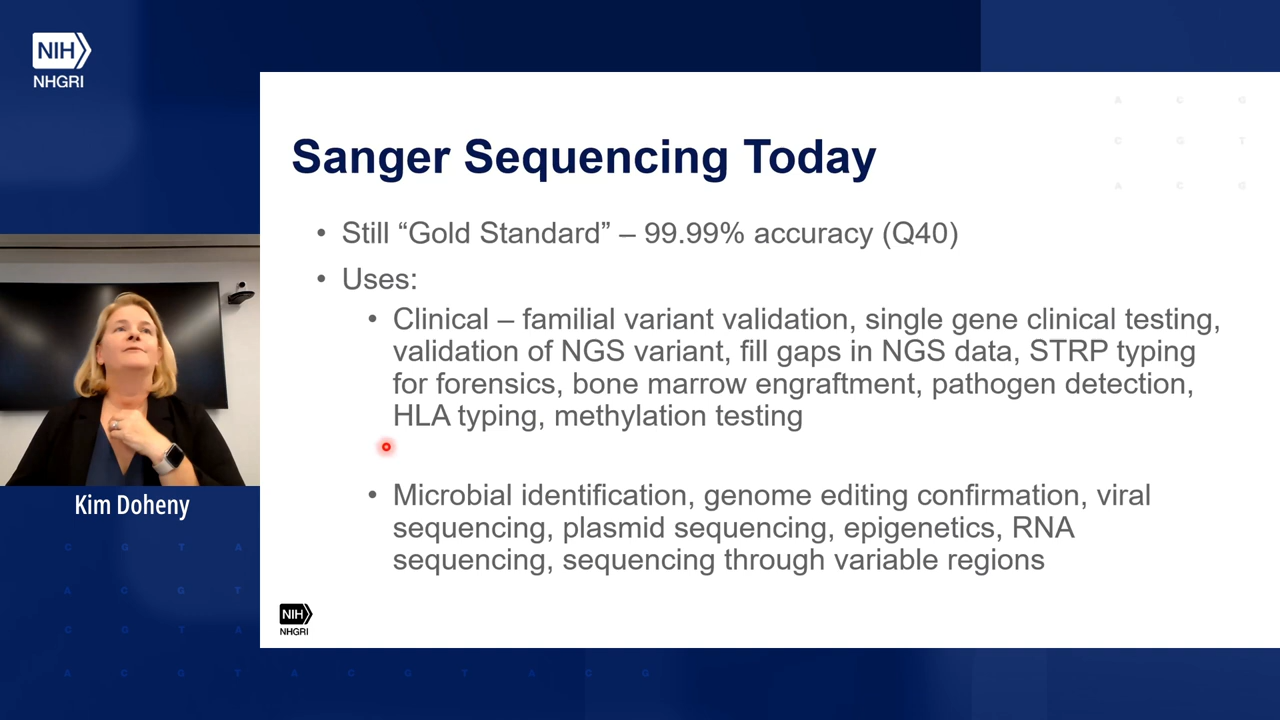 NIH
NHGRI
A C G
C G T
A C G
Sanger Sequencing Today
• Still “Gold Standard” – 99.99% accuracy (Q40)
• Uses:
• Clinical – familial variant validation, single gene clinical testing,
validation of NGS variant, fill gaps in NGS data, STRP typing
for forensics, bone marrow engraftment, pathogen detection,
HLA typing, methylation testing
• Microbial identification, genome editing confirmation, viral
sequencing, plasmid sequencing, epigenetics, RNA
sequencing, sequencing through variable regions
NIH
NHGRI
Kim Doheny
C G T A
A C G T
C G T A
A C G T A C G T A C G